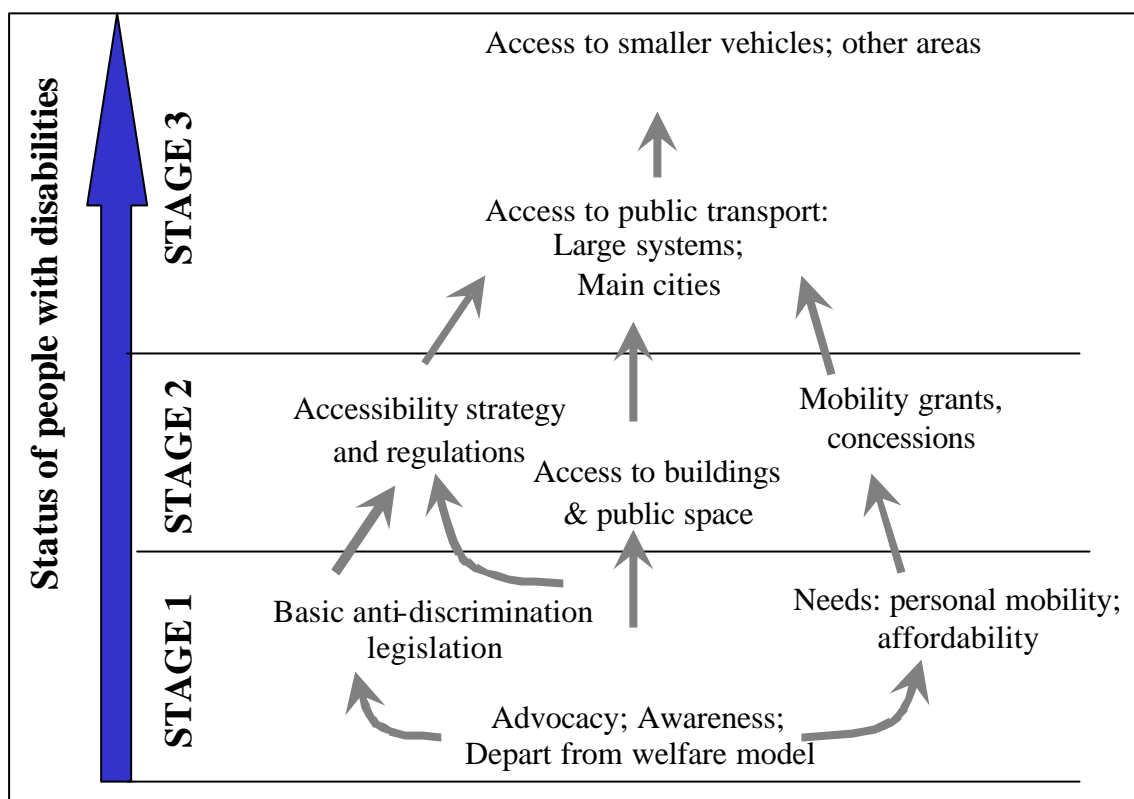 Status of people with disabilities
STAGE 3
Access to smaller vehicles; other areas
Access to public transport:
Large systems;
Main cities
STAGE 2
Accessibility strategy
and regulations
Access to buildings
& public space
Mobility grants,
concessions
STAGE 1
Basic anti-discrimination
legislation
Needs: personal mobility;
affordability
Advocacy; Awareness;
Depart from welfare model